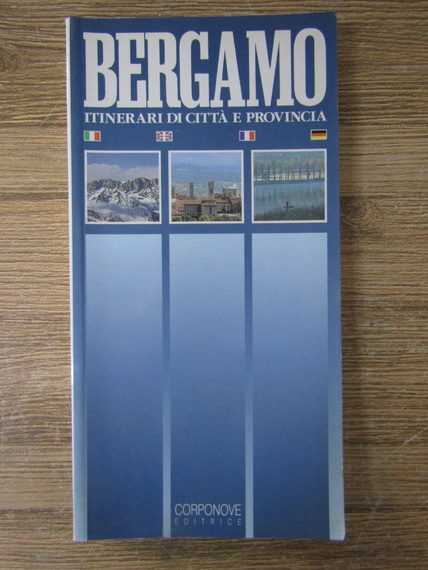 BERGAMO
ITINERARI DI CITTÀ E PROVINCIA
CORPONOVE
EDITRICE